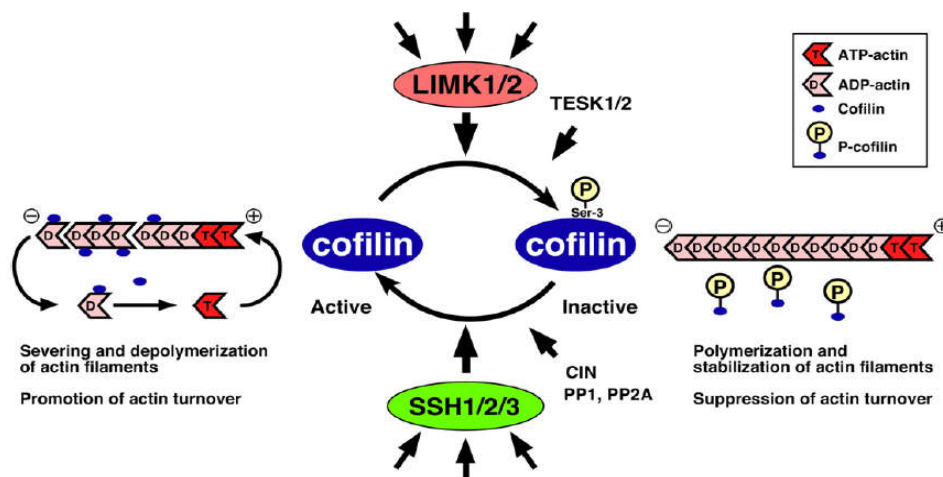 LIMK1/2
TESK1/2
T ATP-actin
D ADP-actin
Cofilin
P P-cofilin
P
Ser-3
cofilin
cofilin
Active
Inactive
SSH1/2/3
CIN
PP1, PP2A
− +
D D D D D D D T T
D T
Severing and depolymerization
of actin filaments
Promotion of actin turnover
− +
D D D D D D D D D D T T
P P P
Polymerization and
stabilization of actin filaments
Suppression of actin turnover